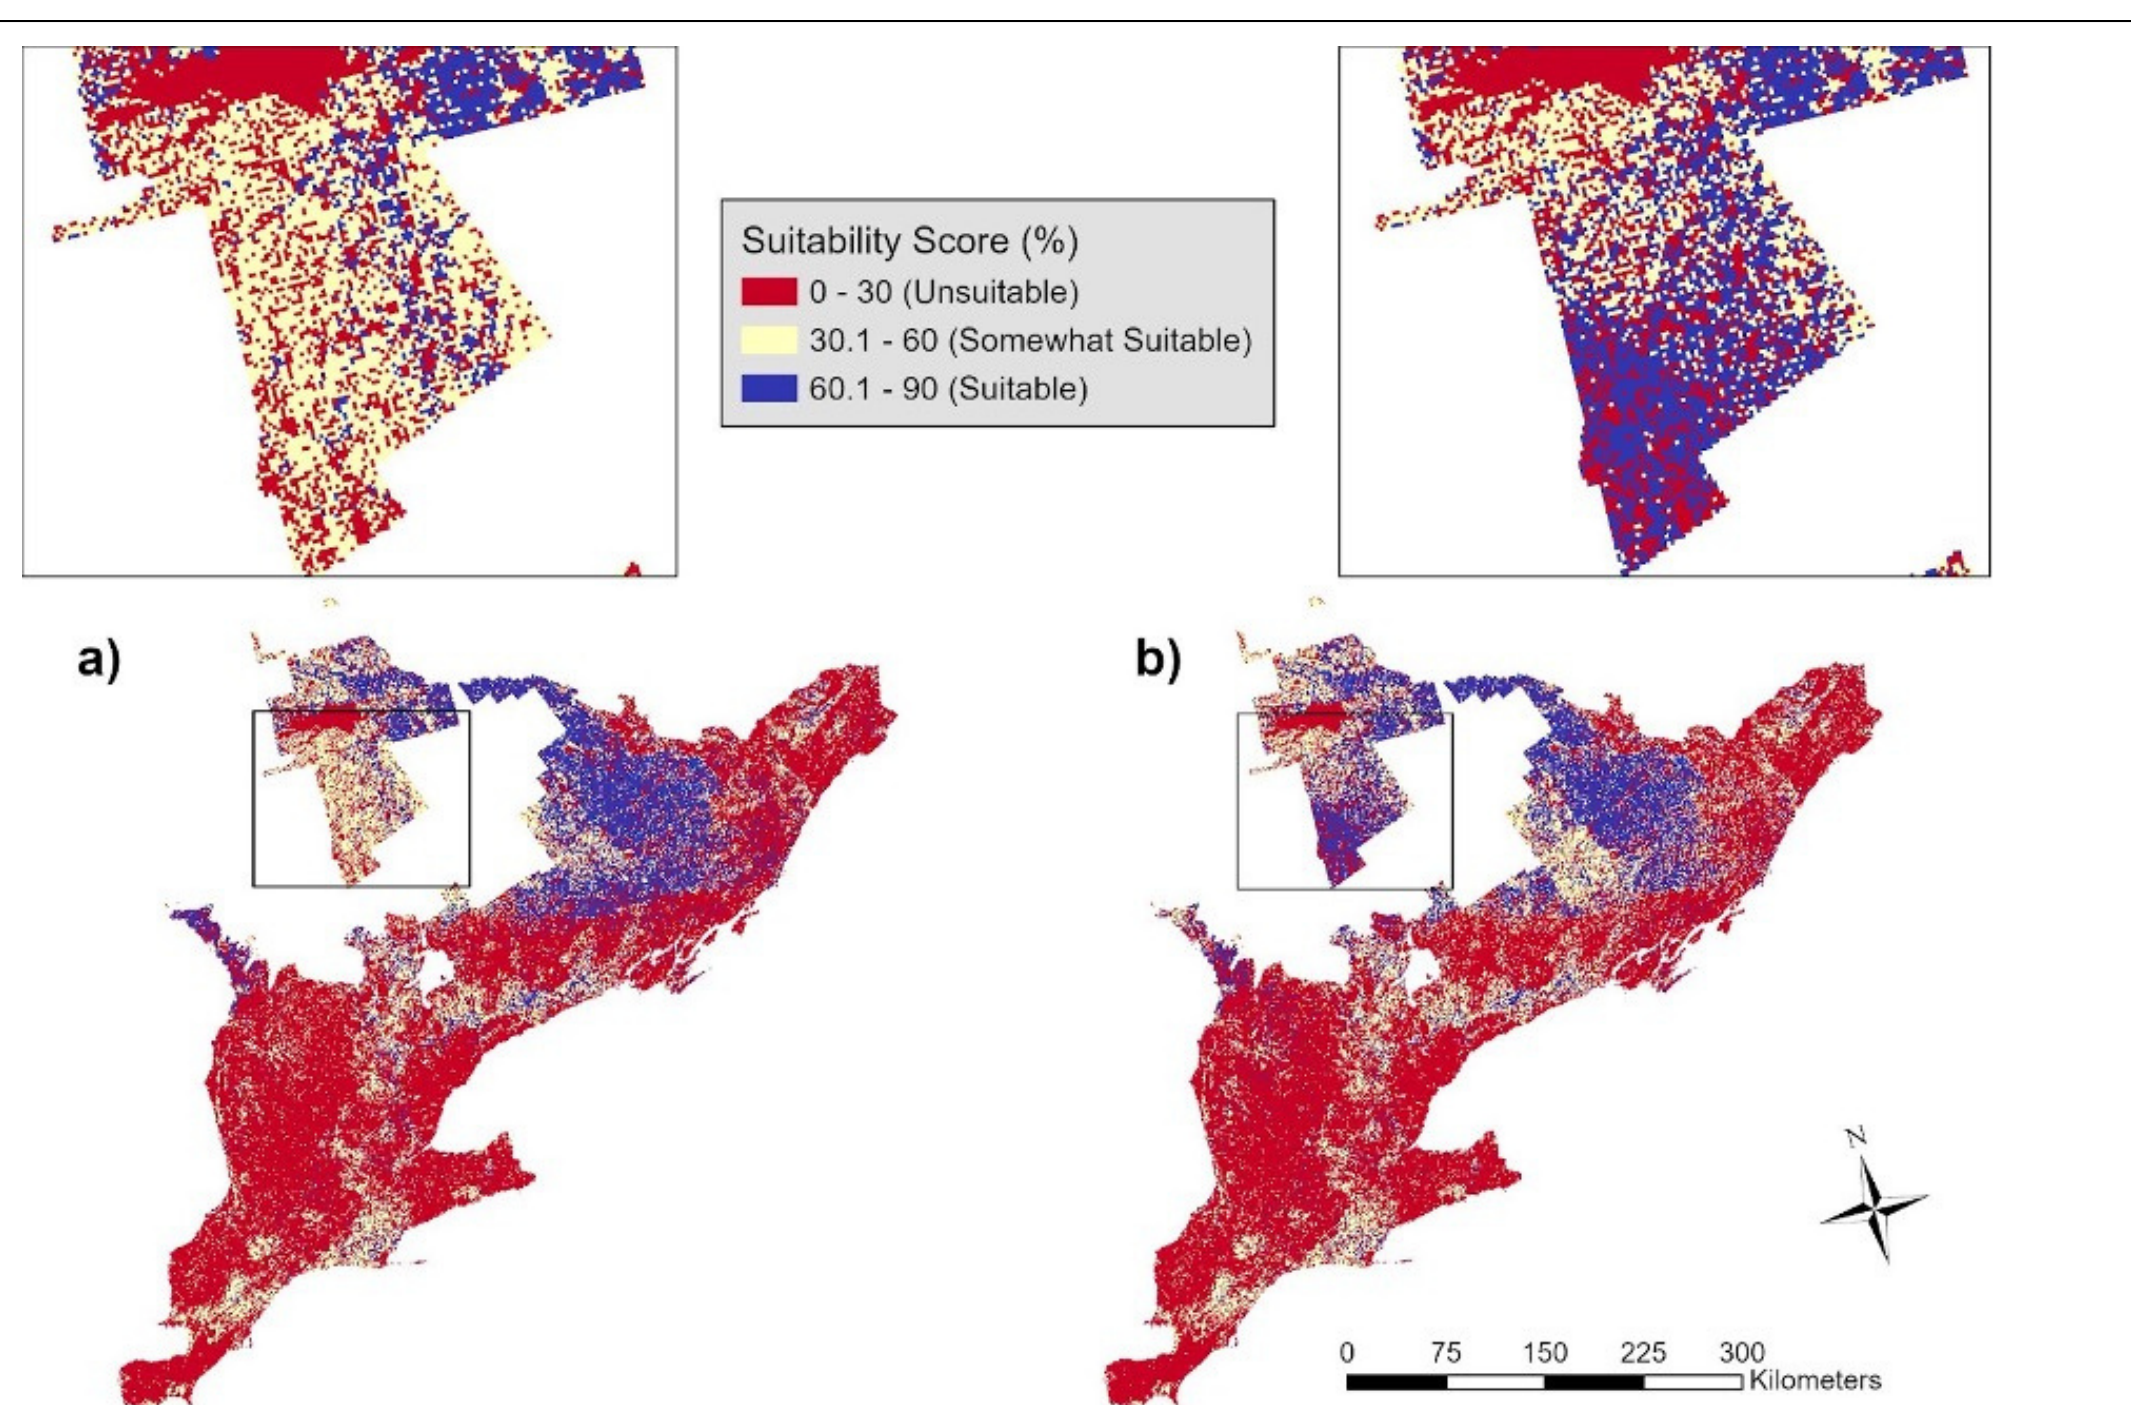 Suitability Score (%)
0 - 30 (Unsuitable)
30.1 - 60 (Somewhat Suitable)
60.1 - 90 (Suitable)
a)
b)
N
0 75 150 225 300
Kilometers